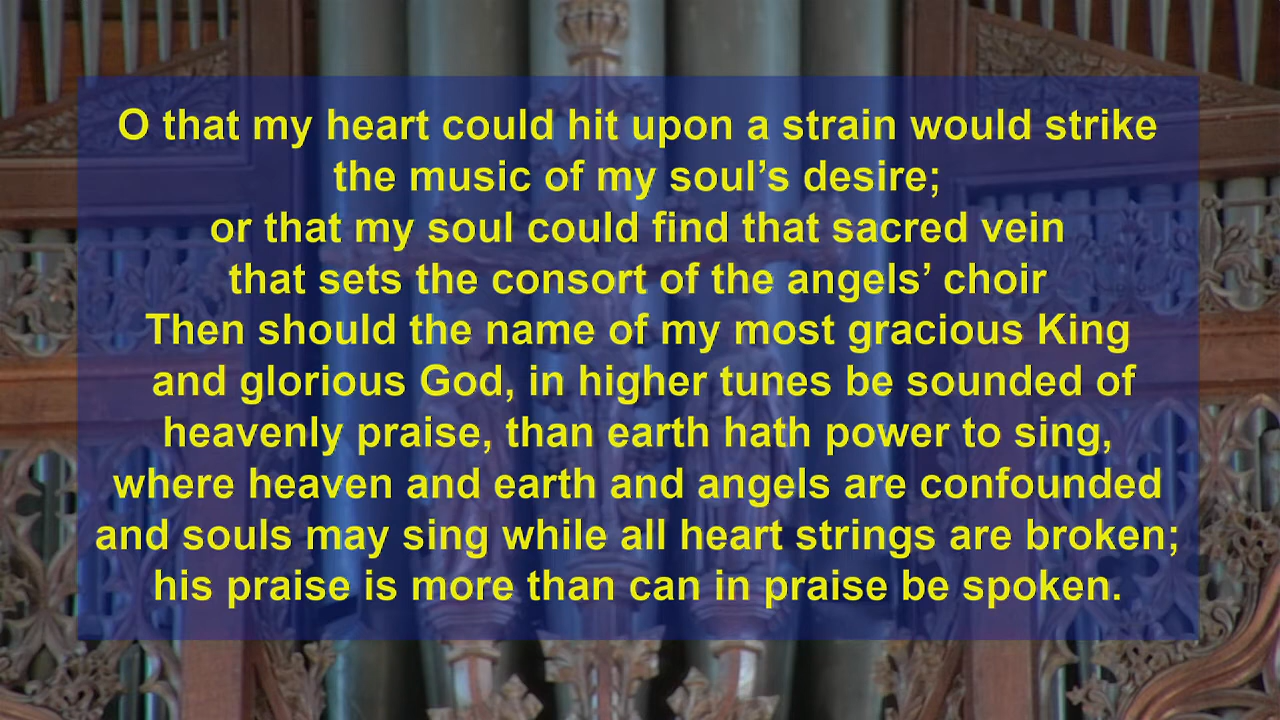 O that my heart could hit upon a strain would strike
the music of my soul’s desire;
or that my soul could find that sacred vein
that sets the consort of the angels’ choir
Then should the name of my most gracious King
and glorious God, in higher tunes be sounded of
heavenly praise, than earth hath power to sing,
where heaven and earth and angels are confounded
and souls may sing while all heart strings are broken;
his praise is more than can in praise be spoken.